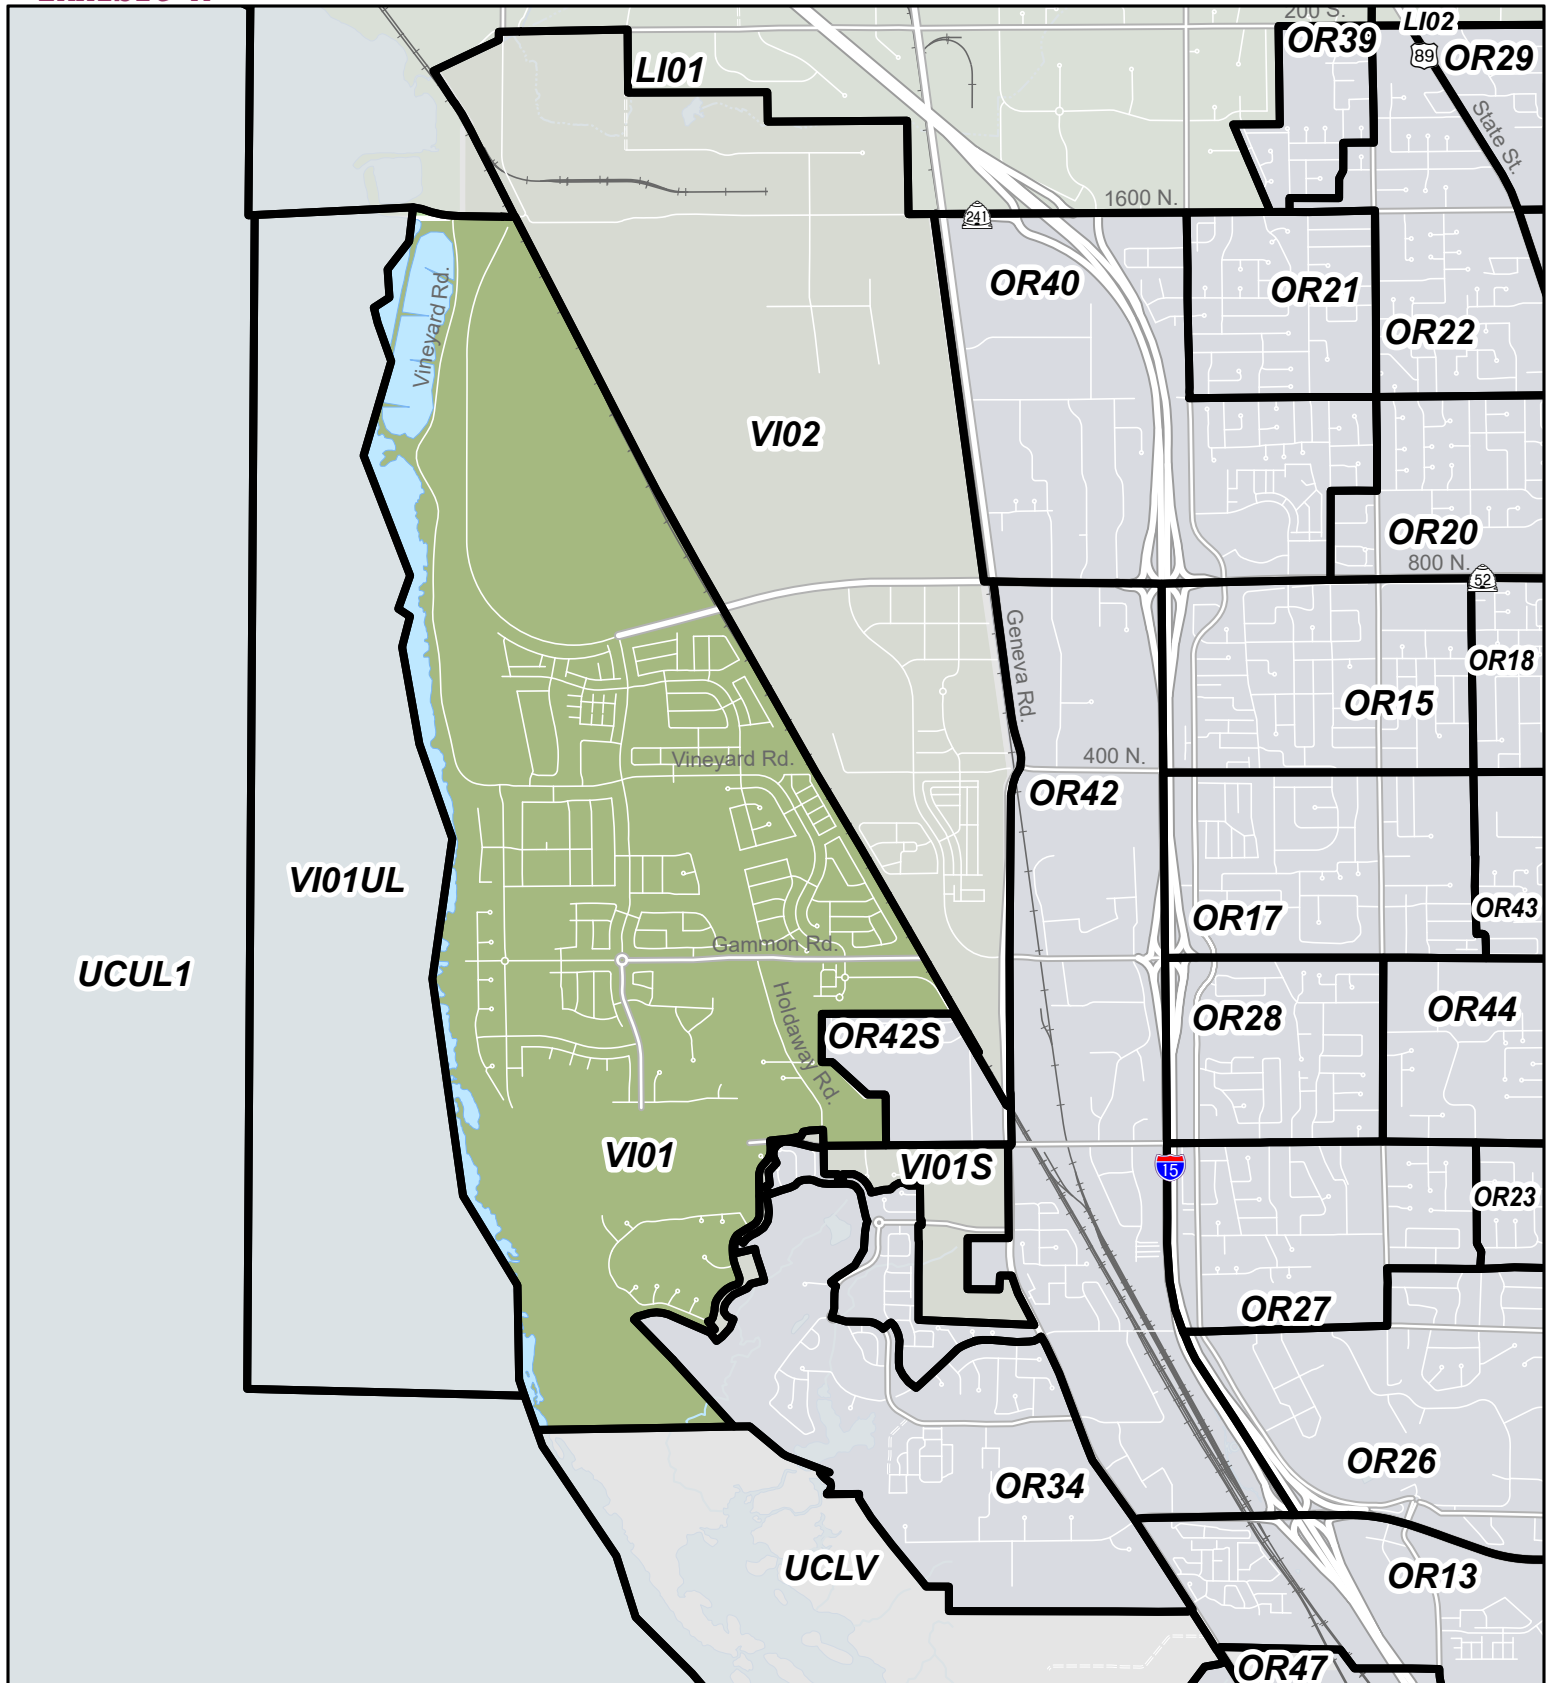 200 S.
LI02
OR39
89
OR29
LI01
State St.
1600 N.
241
OR40
OR21
Vineyard Rd.
OR22
VI02
OR20
800 N.
52
Geneva Rd.
OR18
OR15
Vineyard Rd.
400 N.
OR42
VI01UL
OR43
OR17
Gammon Rd.
UCUL1
Holdaway Rd.
OR44
OR28
OR42S
VI01
VI01S
15
OR23
OR27
OR26
OR34
UCLV
OR13
OR47